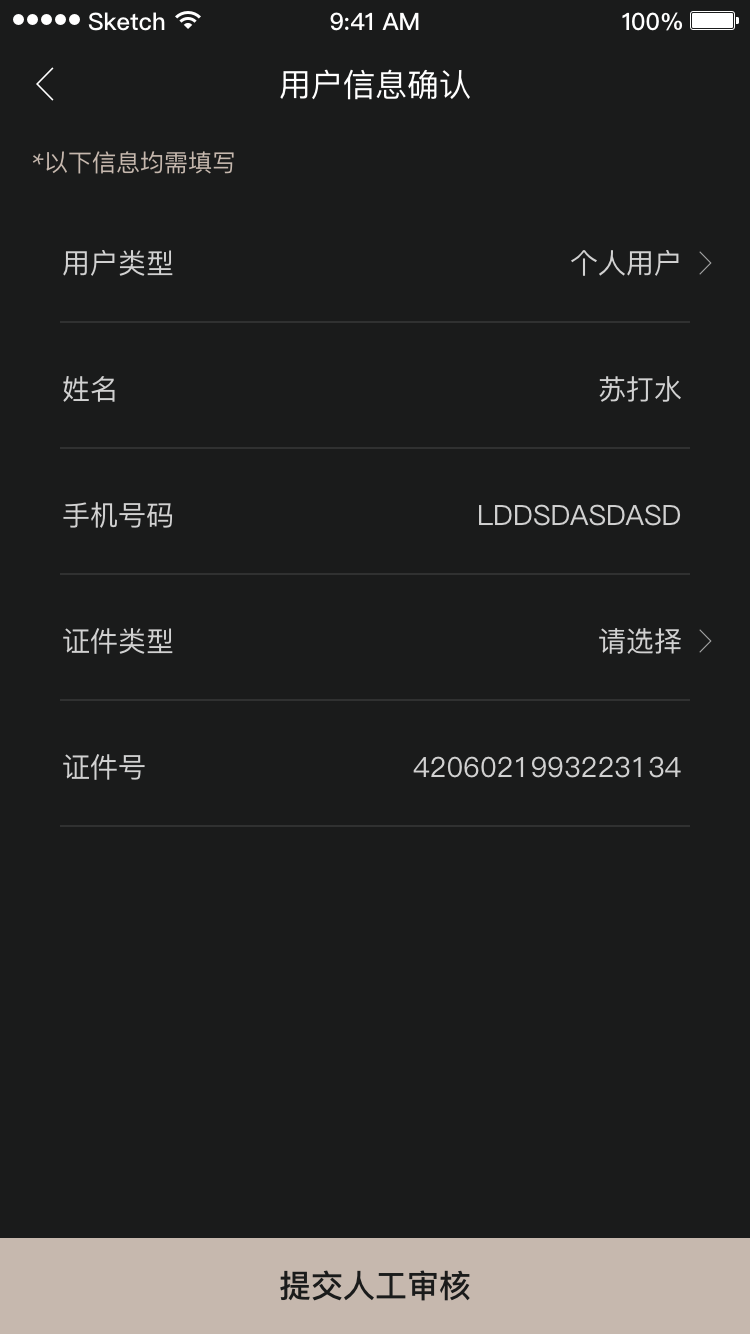 Sketch 9:41 AM 100%
用户信息确认
*以下信息均需填写
用户类型 个人用户
姓名 苏打水
手机号码 LDDSDASDASD
证件类型 请选择
证件号 4206021993223134
提交人工审核